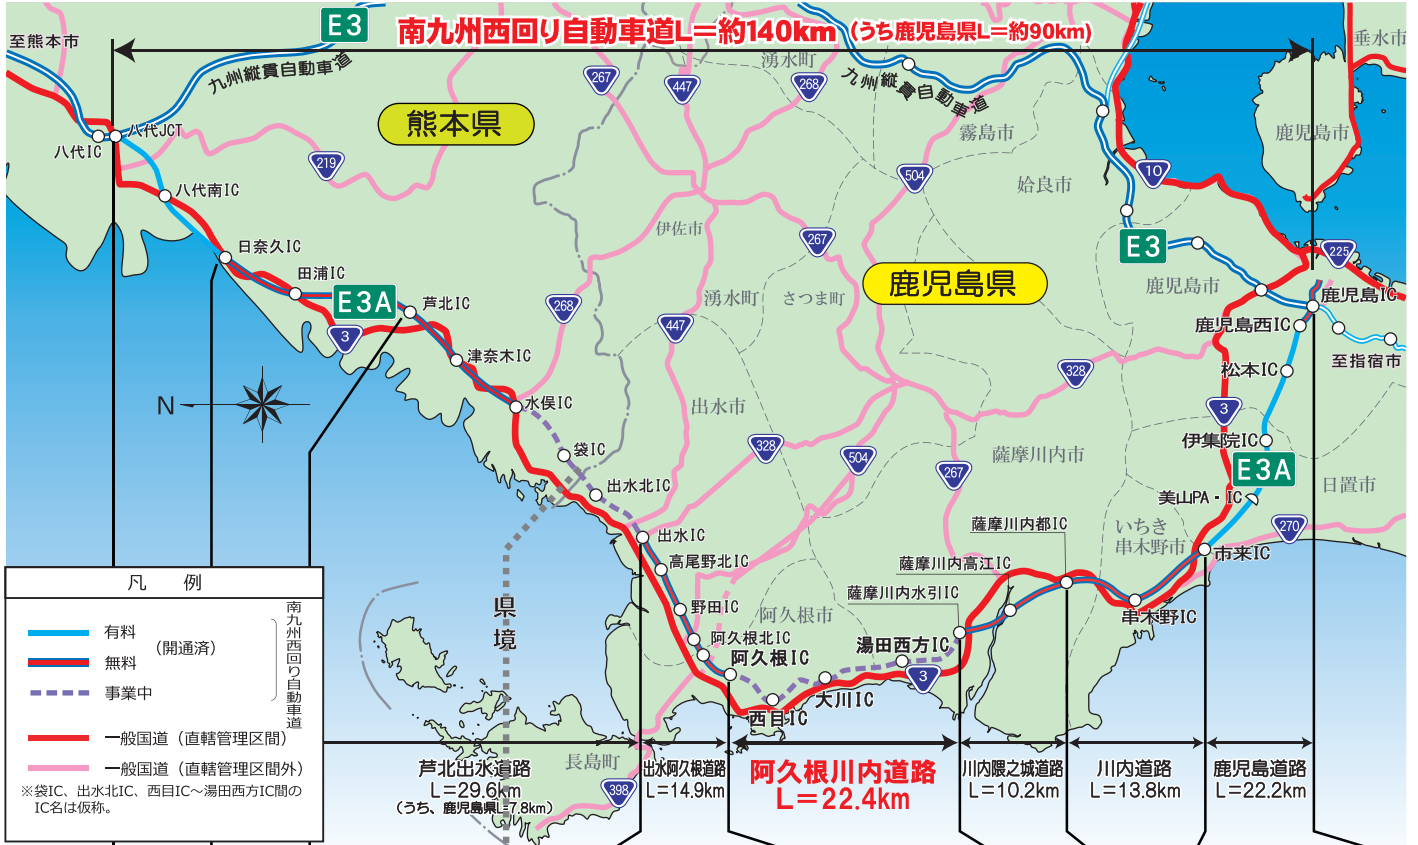 南九州西回り自動車道L=約140km (うち鹿児島県L=約90km)
E3
至熊本市
九州縦貫自動車道
267
447
湧水町
268
九州縦貫自動車道
垂水市
熊本県
八代JCT
八代IC
219
霧島市
鹿児島市
504
10
姶良市
八代南IC
伊佐市
267
E3
225
日奈久IC
田浦IC
鹿児島県
鹿児島市
E3A
芦北IC
268
湧水町
さつま町
鹿児島IC
3
447
鹿児島西IC
津奈木IC
328
松本IC
至指宿市
N
水俣IC
出水市
3
袋IC
328
504
267
薩摩川内市
伊集院IC
E3A
日置市
出水北IC
美山PA・IC
270
出水IC
薩摩川内都IC
いちき
串木野市
市来IC
高尾野北IC
薩摩川内高江IC
薩摩川内水引IC
県境
野田IC
阿久根市
串木野IC
阿久根北IC
阿久根IC
湯田西方IC
3
大川IC
西目IC
長島町
398
凡 例
有料
無料
(開通済)
事業中
南九州西回り自動車道
一般国道(直轄管理区間)
一般国道(直轄管理区間外)
※袋IC、出水北IC、西目IC～湯田西方IC間の
IC名は仮称。
芦北出水道路
L=29.6km
(うち、鹿児島県L=7.8km)
出水阿久根道路
L=14.9km
阿久根川内道路
L=22.4km
川内隈之城道路
L=10.2km
川内道路
L=13.8km
鹿児島道路
L=22.2km